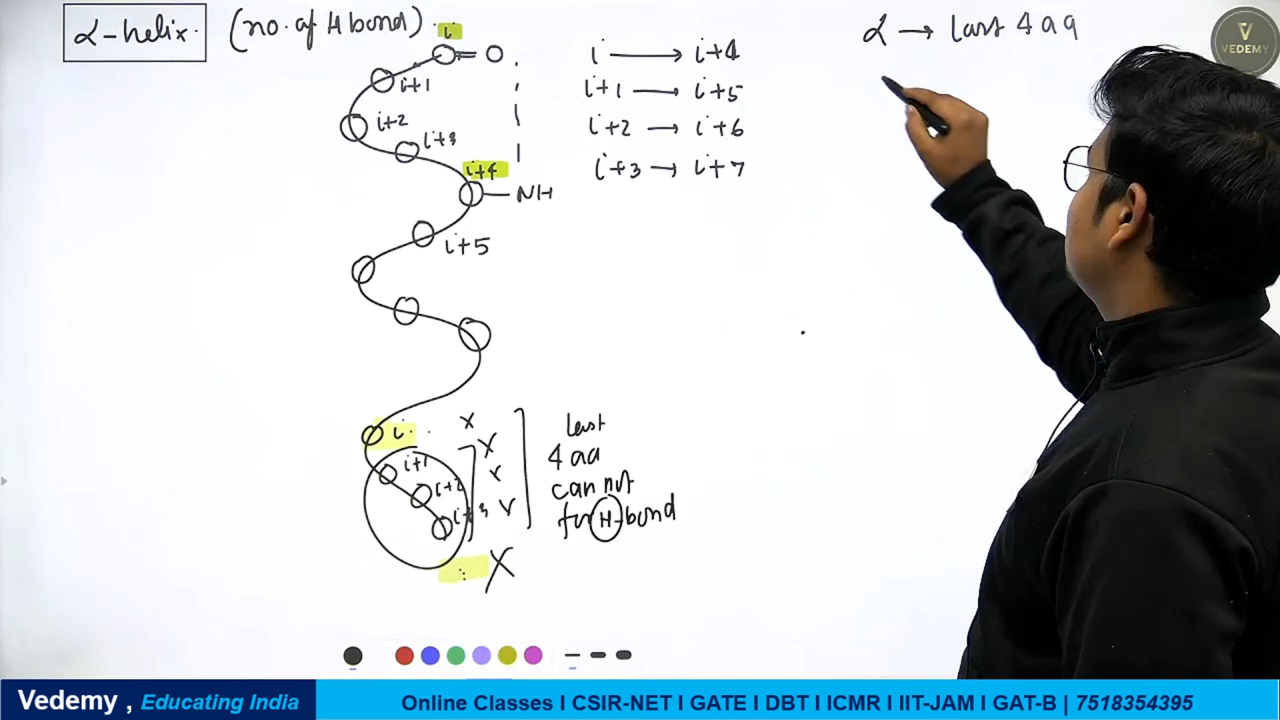 α-helix. (no. of H bond)
i
O
i+1
i+2
i+3
i+4
NH
i+5
i → i+4
i+1 → i+5
i+2 → i+6
i+3 → i+7
α → last 4 aa
VEDEMY
i
i+1
i+2
i+3
x
x
x
x
last
4 aa
can not
for H-bond
X
Vedemy , Educating India
Online Classes I CSIR-NET I GATE I DBT I ICMR I IIT-JAM I GAT-B | 7518354395